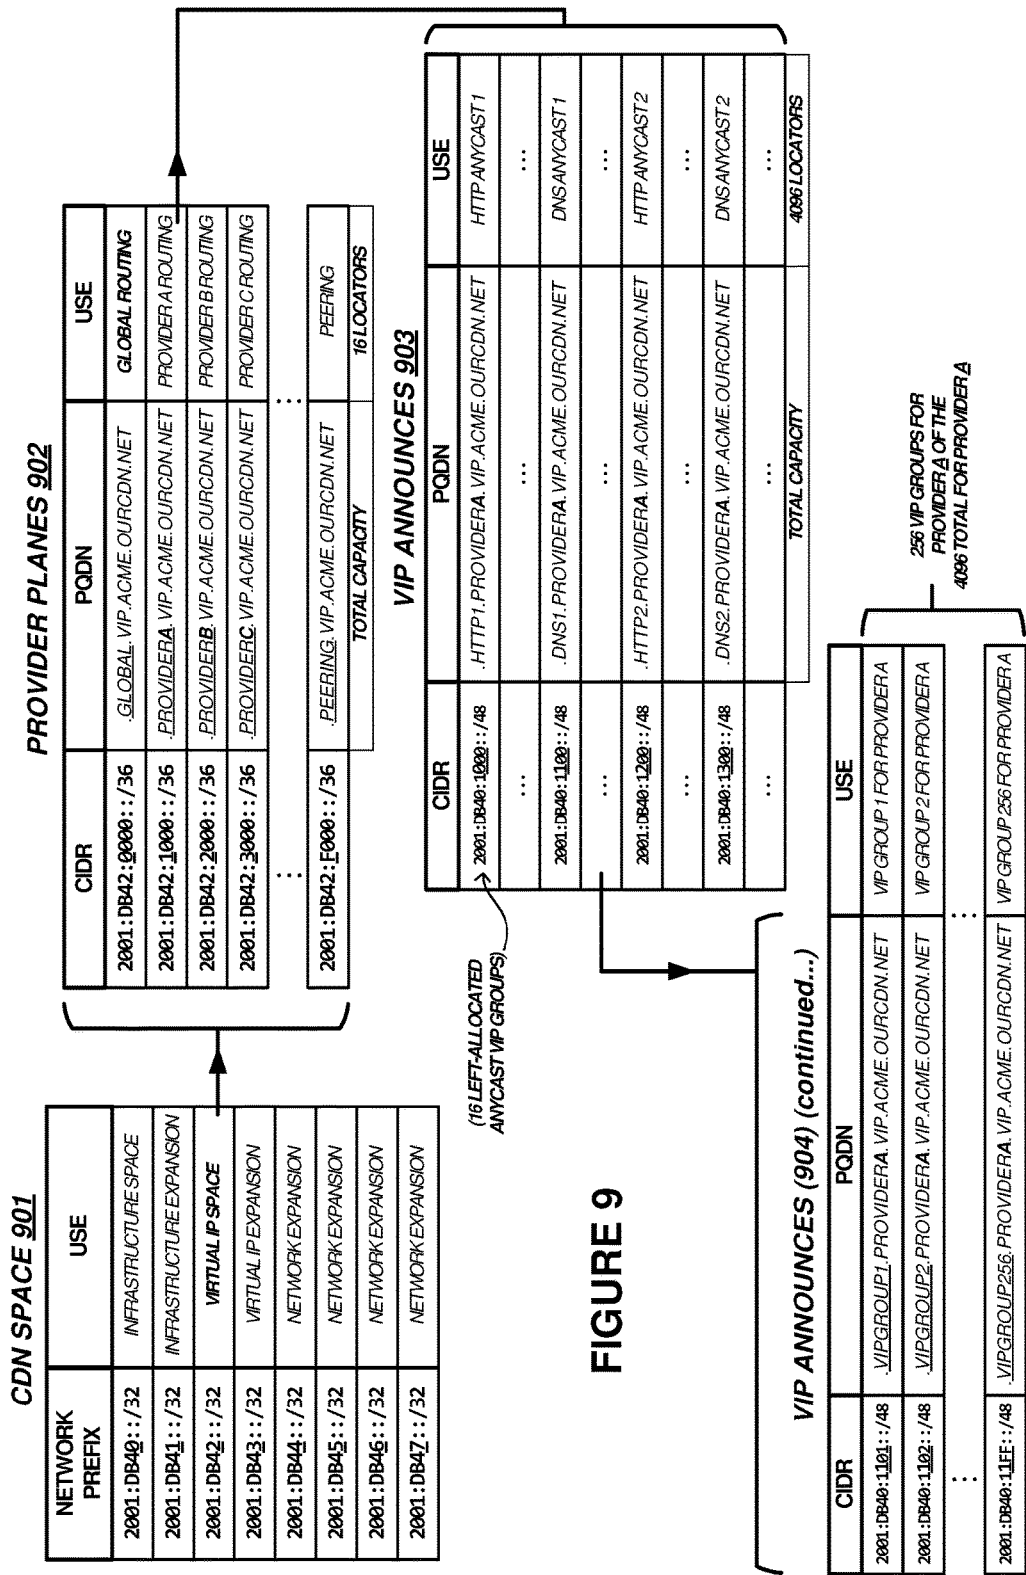 CDN SPACE 901
NETWORK PREFIX USE
2001:DB40::/32 INFRASTRUCTURE SPACE
2001:DB41::/32 INFRASTRUCTURE EXPANSION
2001:DB42::/32 VIRTUAL IP SPACE
2001:DB43::/32 VIRTUAL IP EXPANSION
2001:DB44::/32 NETWORK EXPANSION
2001:DB45::/32 NETWORK EXPANSION
2001:DB46::/32 NETWORK EXPANSION
2001:DB47::/32 NETWORK EXPANSION
PROVIDER PLANES 902
CIDR PQDN USE
2001:DB42:0000::/36 .GLOBAL.VIP.ACME.OURCDN.NET GLOBAL ROUTING
2001:DB42:1000::/36 .PROVIDERA.VIP.ACME.OURCDN.NET PROVIDER A ROUTING
2001:DB42:2000::/36 .PROVIDERB.VIP.ACME.OURCDN.NET PROVIDER B ROUTING
2001:DB42:3000::/36 .PROVIDERC.VIP.ACME.OURCDN.NET PROVIDER C ROUTING
... ...
2001:DB42:F000::/36 .PEERING.VIP.ACME.OURCDN.NET PEERING
TOTAL CAPACITY 16 LOCATORS
VIP ANNOUNCES 903
CIDR PQDN USE
2001:DB40:1000::/48 .HTTP1.PROVIDERA.VIP.ACME.OURCDN.NET HTTP ANYCAST 1
... ... ...
2001:DB40:1100::/48 .DNS1.PROVIDERA.VIP.ACME.OURCDN.NET DNS ANYCAST 1
... ... ...
2001:DB40:1200::/48 .HTTP2.PROVIDERA.VIP.ACME.OURCDN.NET HTTP ANYCAST 2
... ... ...
2001:DB40:1300::/48 .DNS2.PROVIDERA.VIP.ACME.OURCDN.NET DNS ANYCAST 2
... ... ...
TOTAL CAPACITY 4096 LOCATORS
(16 LEFT-ALLOCATED
ANYCAST VIP GROUPS)
FIGURE 9
VIP ANNOUNCES (904) (continued...)
CIDR PQDN USE
2001:DB40:1101::/48 .VIPGROUP1.PROVIDERA.VIP.ACME.OURCDN.NET VIP GROUP 1 FOR PROVIDER A
2001:DB40:1102::/48 .VIPGROUP2.PROVIDERA.VIP.ACME.OURCDN.NET VIP GROUP 2 FOR PROVIDER A
... ...
2001:DB40:11FF::/48 .VIPGROUP256.PROVIDERA.VIP.ACME.OURCDN.NET VIP GROUP 256 FOR PROVIDER A
256 VIP GROUPS FOR
PROVIDER A OF THE
4096 TOTAL FOR PROVIDER A